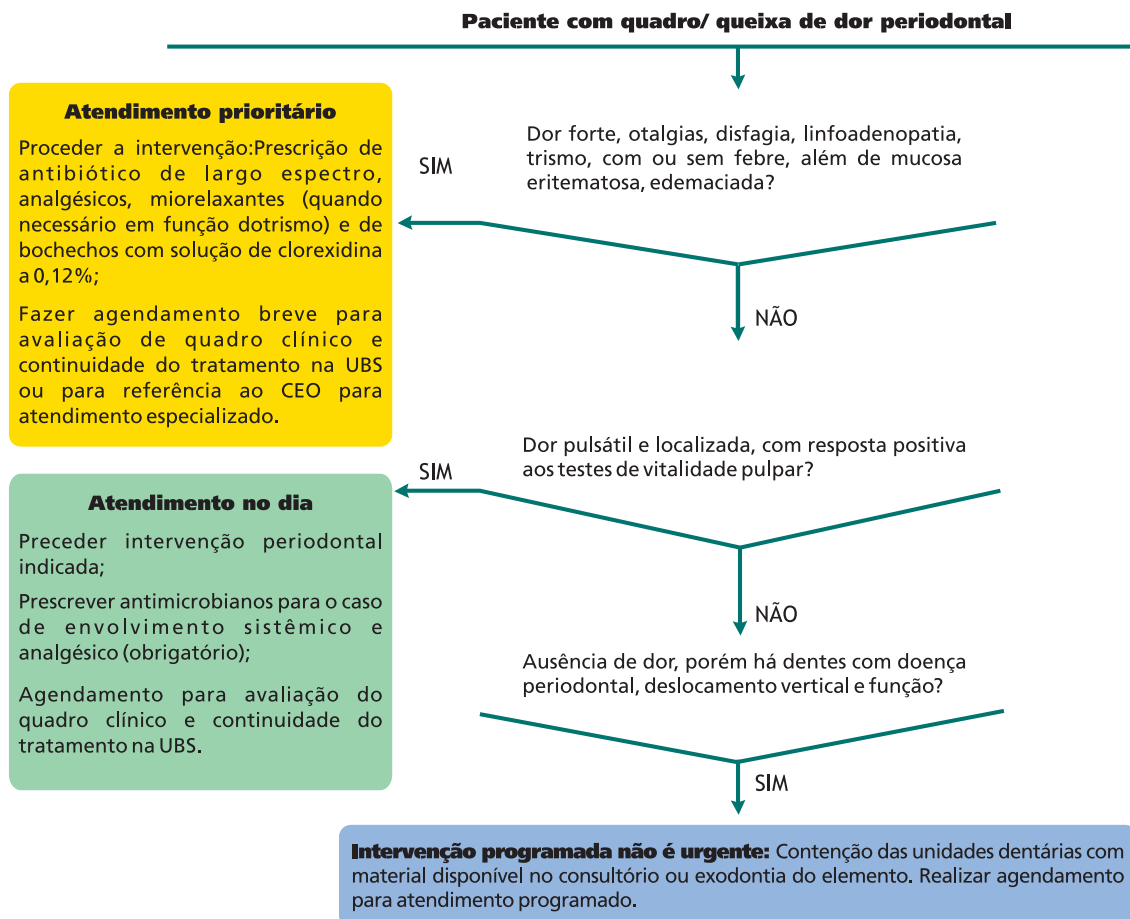 Paciente com quadro/ queixa de dor periodontal
Atendimento prioritário
Proceder a intervenção:Prescrição de
antibiótico de largo espectro,
analgésicos, miorelaxantes (quando
necessário em função dotrismo) e de
bochechos com solução de clorexidina
a 0,12%;
Fazer agendamento breve para
avaliação de quadro clínico e
continuidade do tratamento na UBS
ou para referência ao CEO para
atendimento especializado.
SIM
Dor forte, otalgias, disfagia, linfoadenopatia,
trismo, com ou sem febre, além de mucosa
eritematosa, edemaciada?
NÃO
Dor pulsátil e localizada, com resposta positiva
aos testes de vitalidade pulpar?
SIM
Atendimento no dia
Preceder intervenção periodontal
indicada;
Prescrever antimicrobianos para o caso
de envolvimento sistêmico e
analgésico (obrigatório);
Agendamento para avaliação do
quadro clínico e continuidade do
tratamento na UBS.
NÃO
Ausência de dor, porém há dentes com doença
periodontal, deslocamento vertical e função?
SIM
Intervenção programada não é urgente: Contenção das unidades dentárias com
material disponível no consultório ou exodontia do elemento. Realizar agendamento
para atendimento programado.